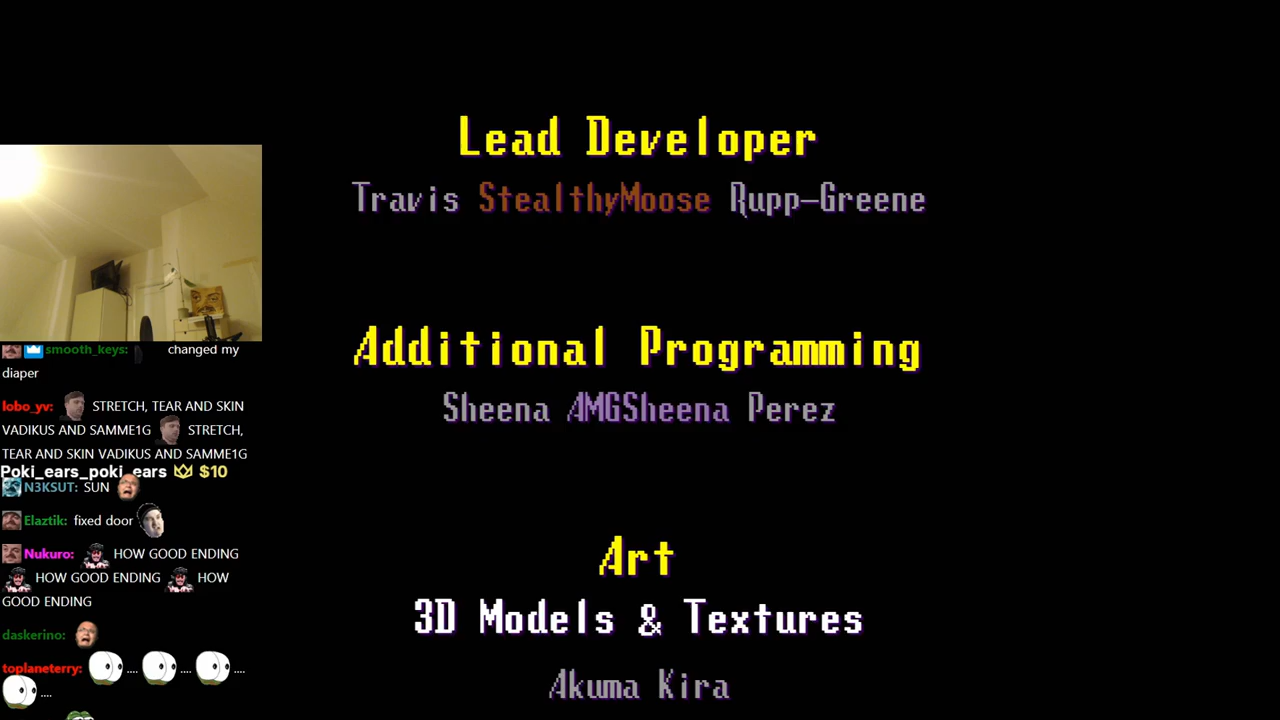 Lead Developer
Travis StealthyMoose Rupp-Greene
Additional Programming
Sheena AMGSheena Perez
Art
3D Models & Textures
Akuma Kira
smooth_keys: changed my
diaper
lobo_yv: STRETCH, TEAR AND SKIN
VADIKUS AND SAMME1G STRETCH,
TEAR AND SKIN VADIKUS AND SAMME1G
Poki_ears_poki_ears $10
N3KSUT: SUN
Elaztik: fixed door
Nukuro: HOW GOOD ENDING
HOW GOOD ENDING HOW
GOOD ENDING
daskerino:
toplaneterry: .... .... ....
....